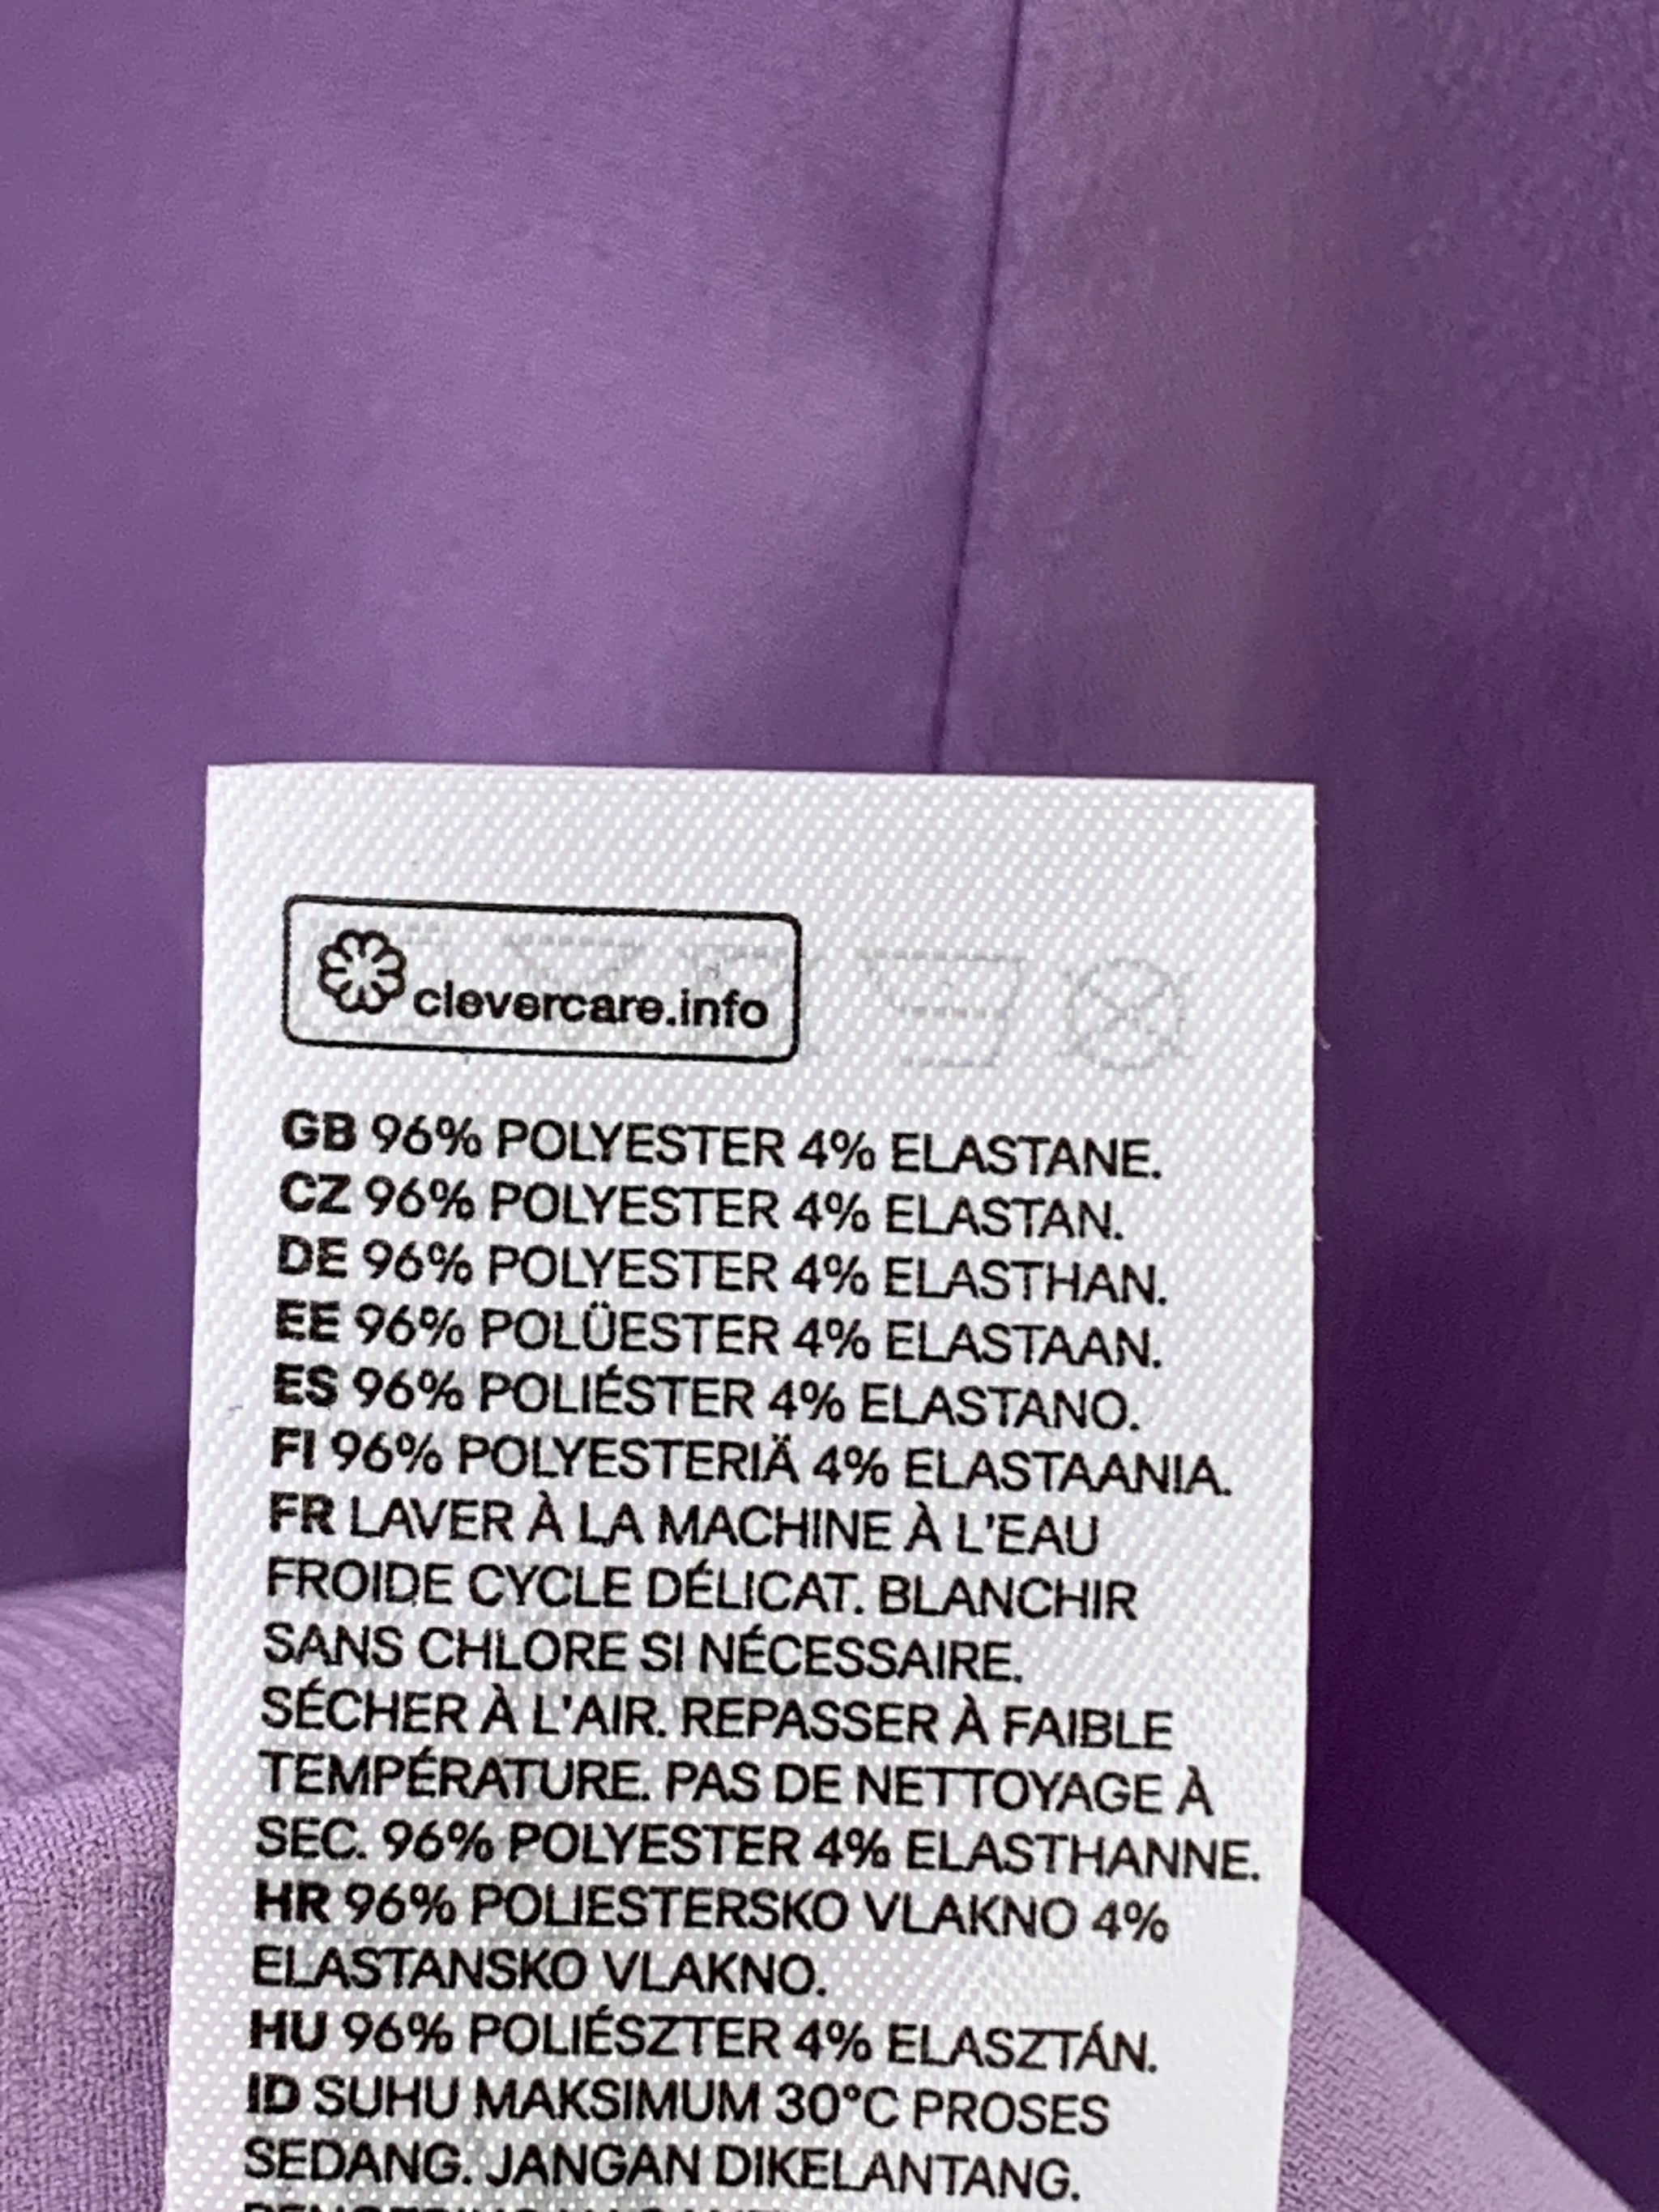 clevercare.info
GB 96% POLYESTER 4% ELASTANE.
CZ 96% POLYESTER 4% ELASTAN.
DE 96% POLYESTER 4% ELASTHAN.
EE 96% POLÜESTER 4% ELASTAAN.
ES 96% POLIÉSTER 4% ELASTANO.
FI 96% POLYESTERIÄ 4% ELASTAANIA.
FR LAVER À LA MACHINE À L'EAU
FROIDE CYCLE DÉLICAT. BLANCHIR
SANS CHLORE SI NÉCESSAIRE.
SÉCHER À L'AIR. REPASSER À FAIBLE
TEMPÉRATURE. PAS DE NETTOYAGE À
SEC. 96% POLYESTER 4% ELASTHANNE.
HR 96% POLIESTERSKO VLAKNO 4%
ELASTANSKO VLAKNO.
HU 96% POLIÉSZTER 4% ELASZTÁN.
ID SUHU MAKSIMUM 30°C PROSES
SEDANG. JANGAN DIKELANTANG.